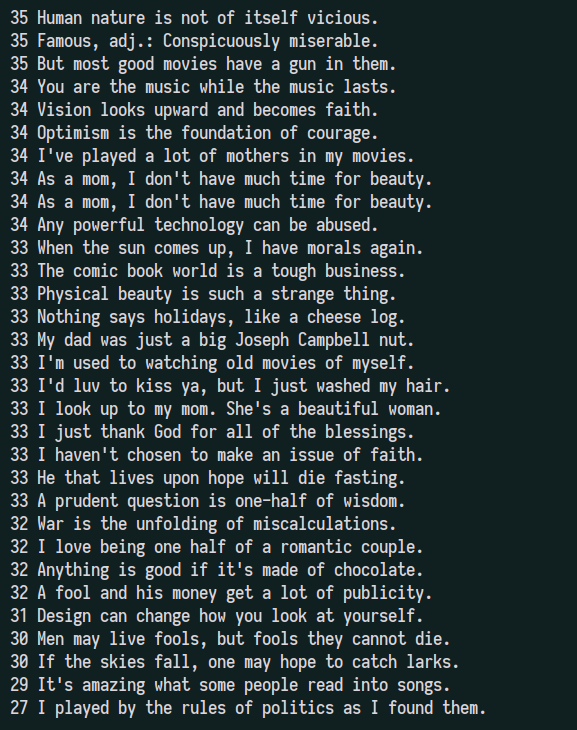 35 Human nature is not of itself vicious.
35 Famous, adj.: Conspicuously miserable.
35 But most good movies have a gun in them.
34 You are the music while the music lasts.
34 Vision looks upward and becomes faith.
34 Optimism is the foundation of courage.
34 I've played a lot of mothers in my movies.
34 As a mom, I don't have much time for beauty.
34 As a mom, I don't have much time for beauty.
34 Any powerful technology can be abused.
33 When the sun comes up, I have morals again.
33 The comic book world is a tough business.
33 Physical beauty is such a strange thing.
33 Nothing says holidays, like a cheese log.
33 My dad was just a big Joseph Campbell nut.
33 I'm used to watching old movies of myself.
33 I'd luv to kiss ya, but I just washed my hair.
33 I look up to my mom. She's a beautiful woman.
33 I just thank God for all of the blessings.
33 I haven't chosen to make an issue of faith.
33 He that lives upon hope will die fasting.
33 A prudent question is one-half of wisdom.
32 War is the unfolding of miscalculations.
32 I love being one half of a romantic couple.
32 Anything is good if it's made of chocolate.
32 A fool and his money get a lot of publicity.
31 Design can change how you look at yourself.
30 Men may live fools, but fools they cannot die.
30 If the skies fall, one may hope to catch larks.
29 It's amazing what some people read into songs.
27 I played by the rules of politics as I found them.